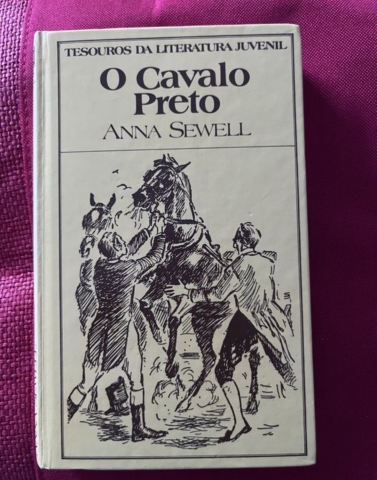 TESOUROS DA LITERATURA JUVENIL
O Cavalo
Preto
ANNA SEWELL